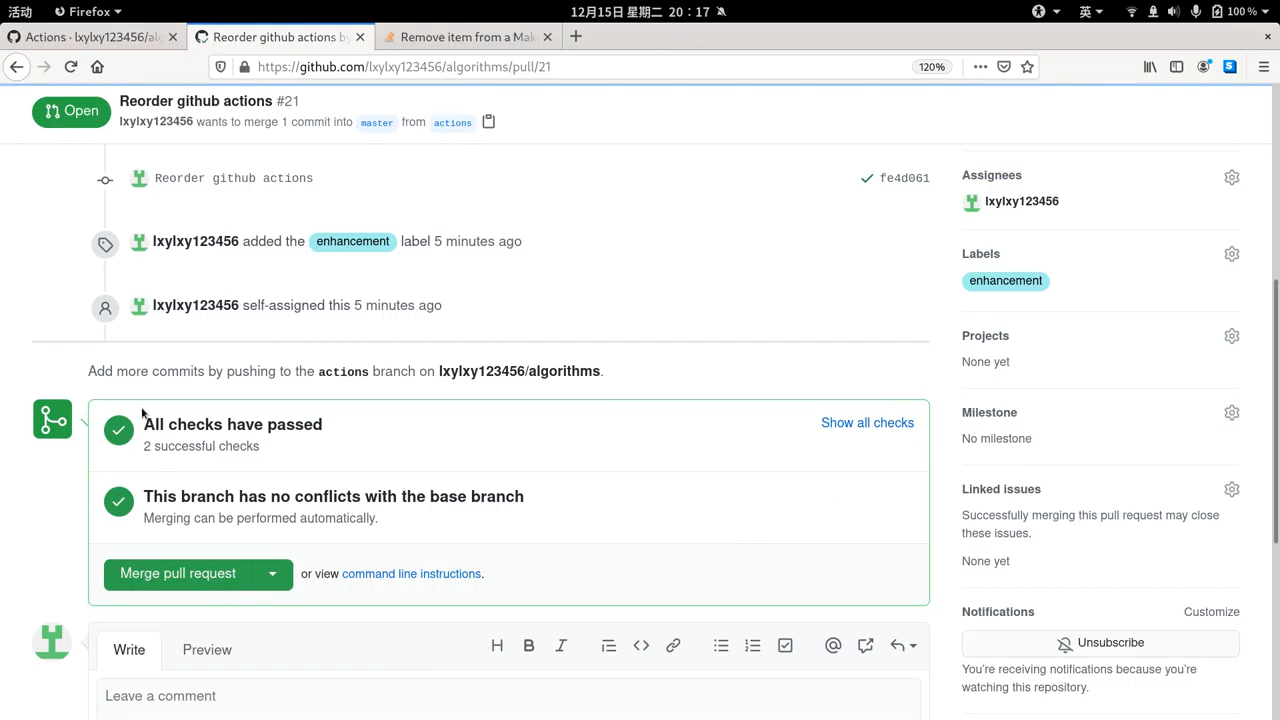 活动 Firefox 12月15日 星期二 20：17 英 100 %
Actions · lxylxy123456/alg Reorder github actions by Remove item from a Mak
https://github.com/lxylxy123456/algorithms/pull/21 120%
Open Reorder github actions #21
lxylxy123456 wants to merge 1 commit into master from actions
Reorder github actions fe4d061
lxylxy123456 added the enhancement label 5 minutes ago
lxylxy123456 self-assigned this 5 minutes ago
Add more commits by pushing to the actions branch on lxylxy123456/algorithms.
All checks have passed Show all checks
2 successful checks
This branch has no conflicts with the base branch
Merging can be performed automatically.
Merge pull request or view command line instructions.
Write Preview
Leave a comment
Assignees
lxylxy123456
Labels
enhancement
Projects
None yet
Milestone
No milestone
Linked issues
Successfully merging this pull request may close
these issues.
None yet
Notifications Customize
Unsubscribe
You're receiving notifications because you're
watching this repository.